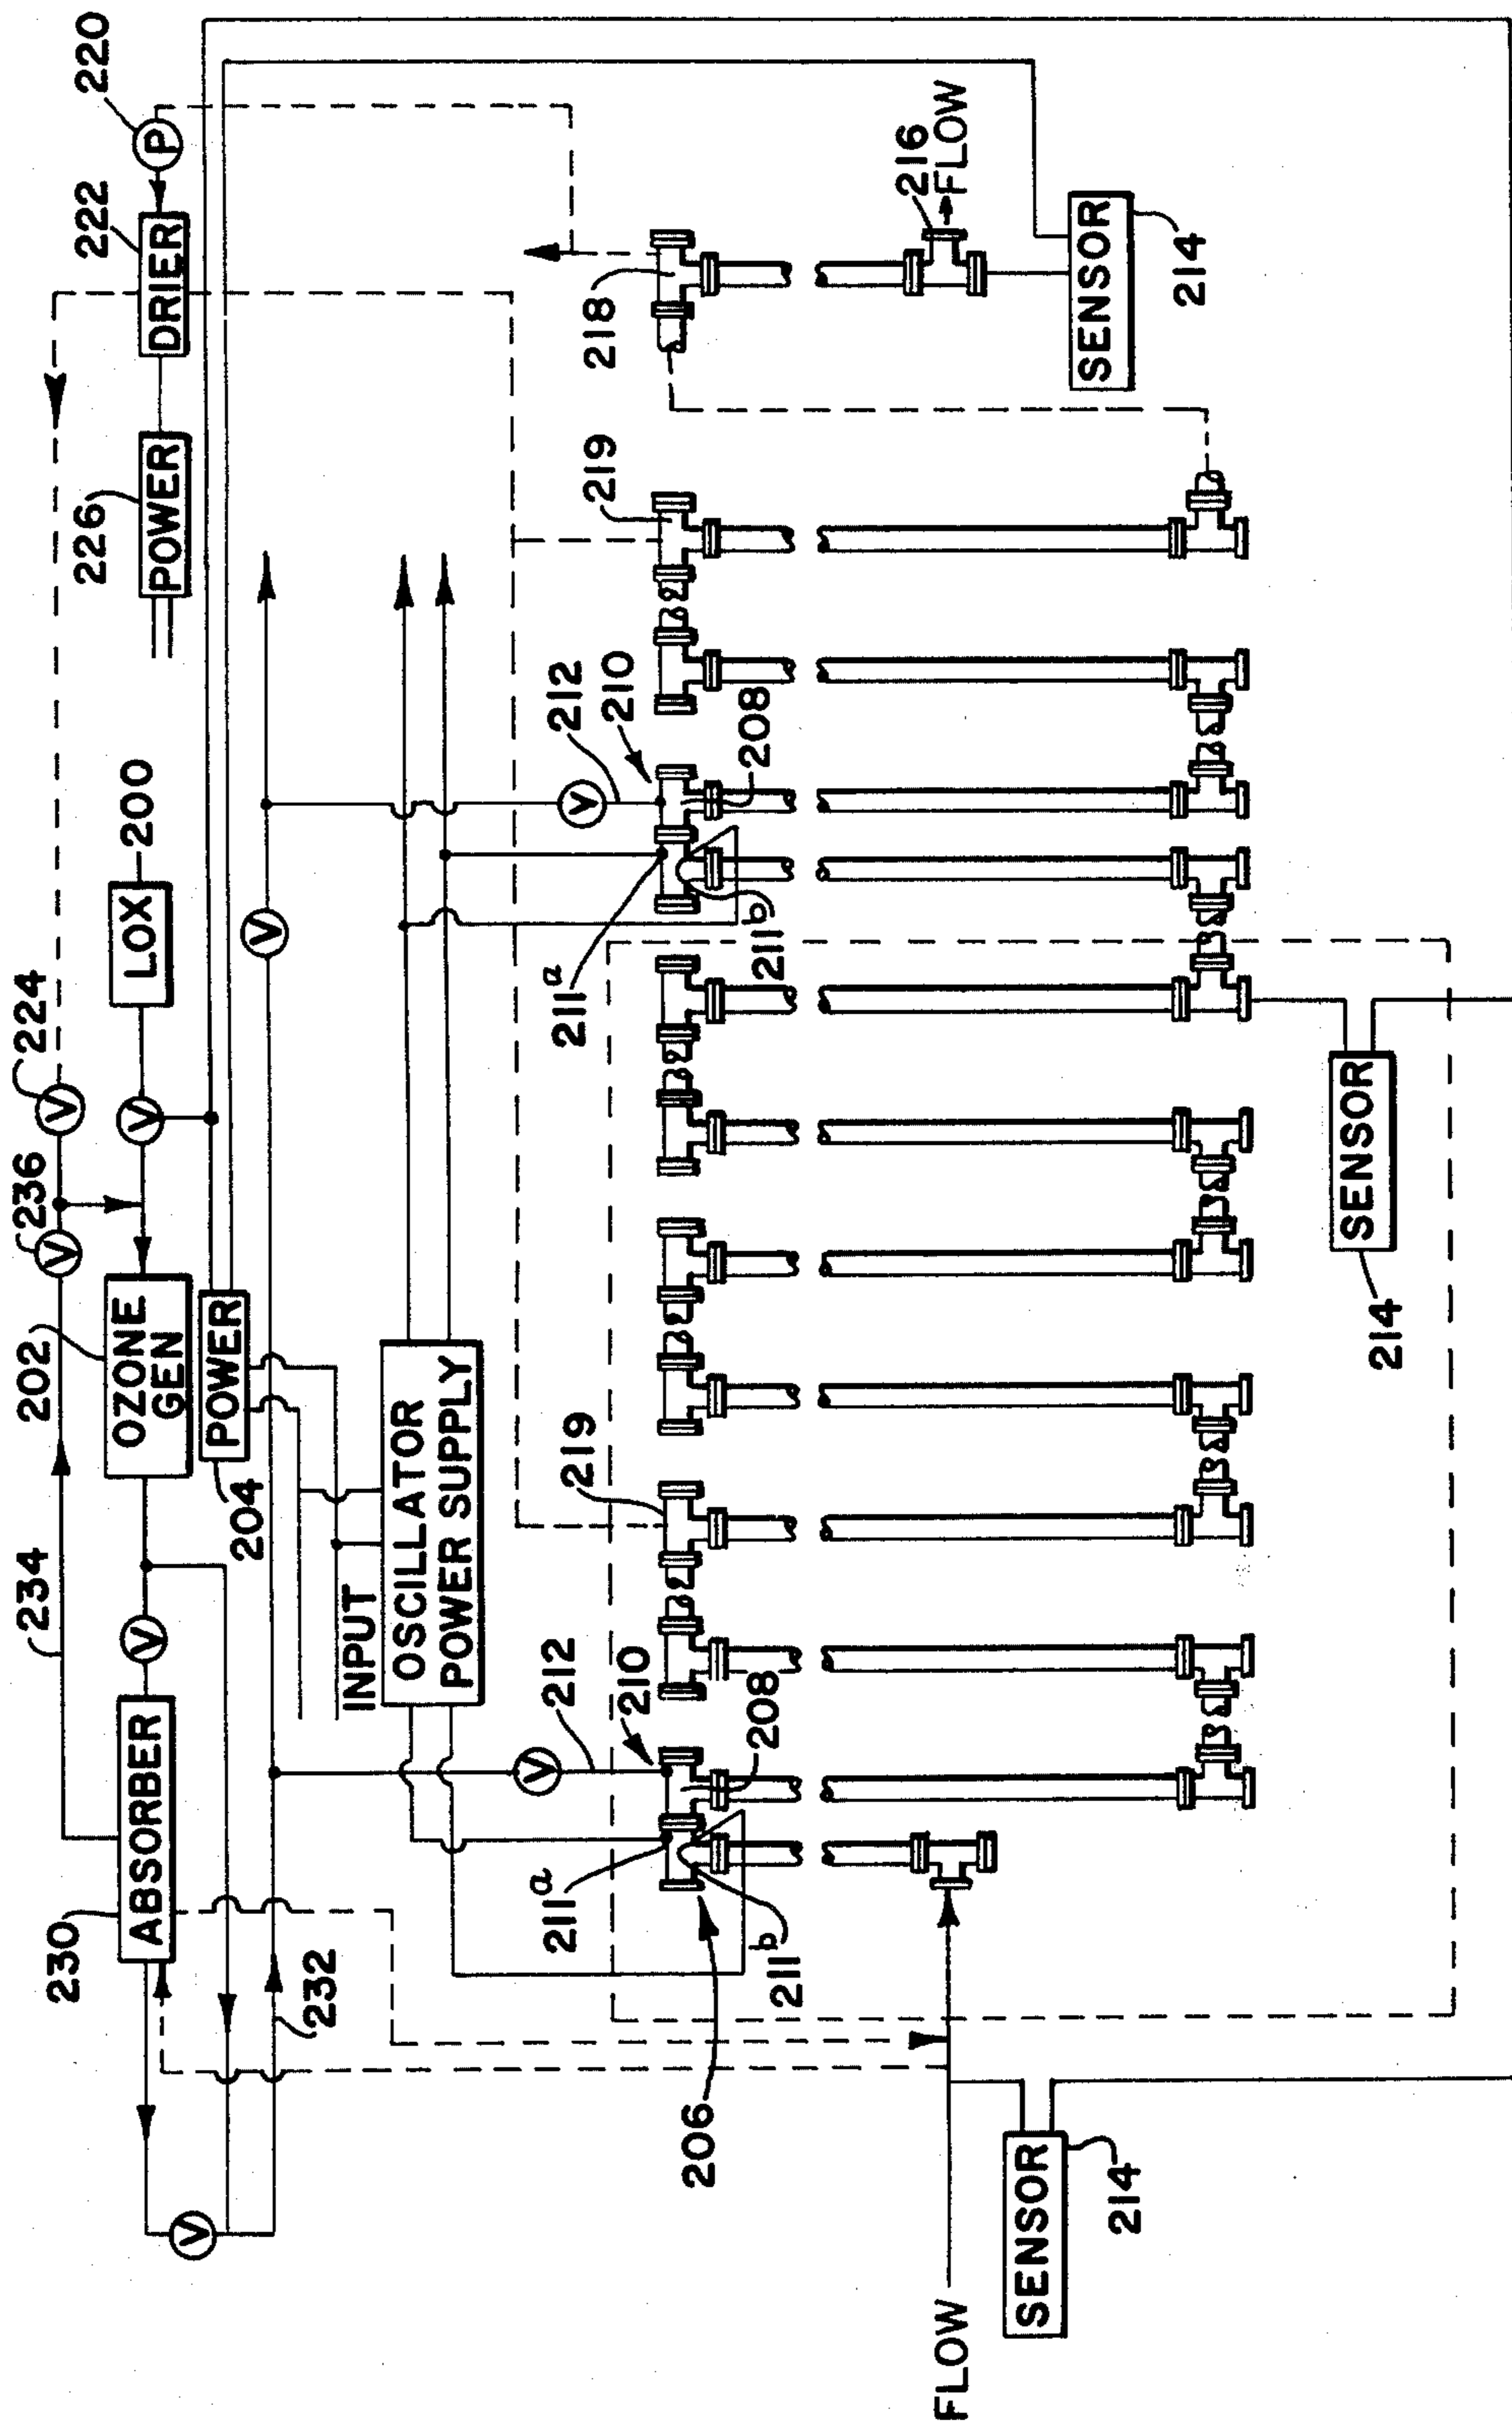 234
236
224
202
LOX
200
226
222
220
V
V
OZONE
GEN
V
POWER
DRIER
P
230
ABSORBER
V
204
POWER
V
V
232
INPUT
OSCILLATOR
POWER SUPPLY
V
212
V
212
210
210
219
219
218
211a
208
211a
208
206
211b
211b
216
FLOW
FLOW
SENSOR
214
SENSOR
214
SENSOR
214